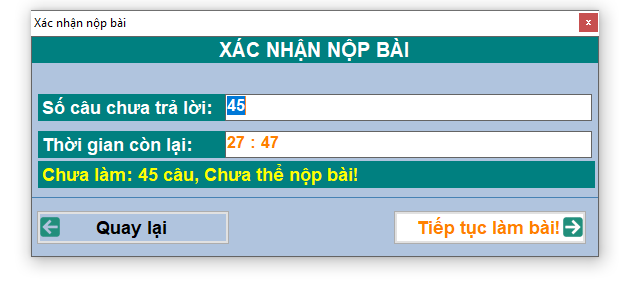 Xác nhận nộp bài
x
XÁC NHẬN NỘP BÀI
Số câu chưa trả lời: 45
Thời gian còn lại: 27 : 47
Chưa làm: 45 câu, Chưa thể nộp bài!
Quay lại
Tiếp tục làm bài!